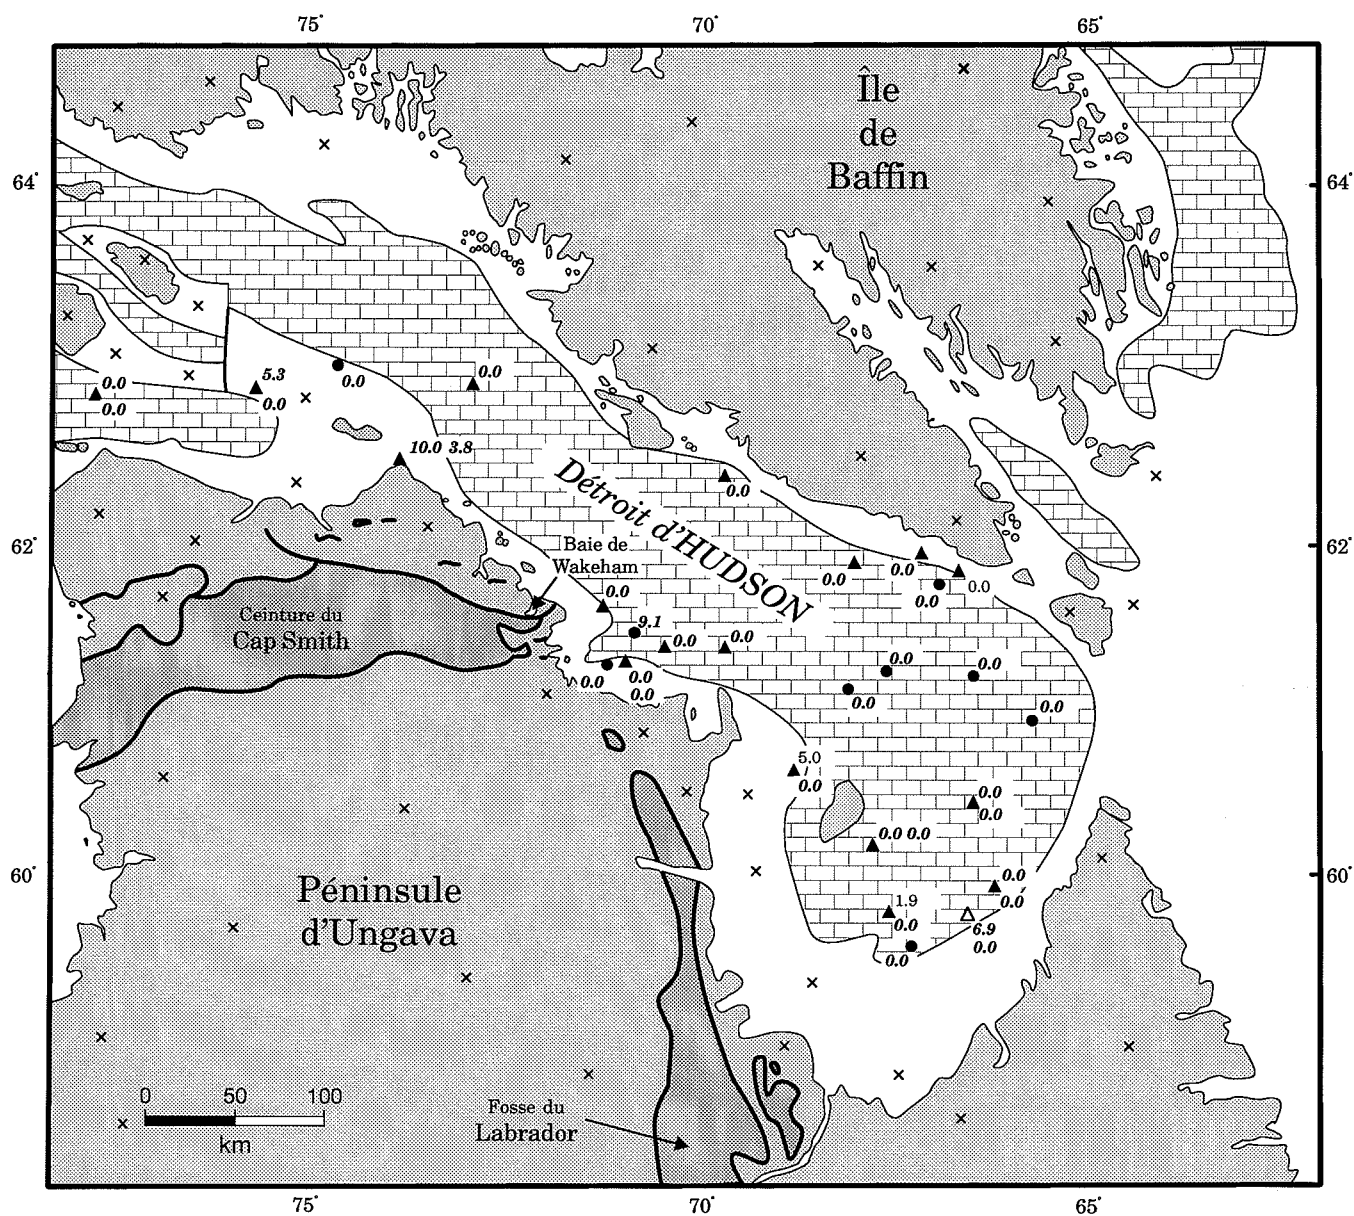 75° 70° 65°
Île
de
Baffin
64° 64°
0.0
0.0
5.3
0.0
0.0
0.0
10.0 3.8
0.0
Détroit d'HUDSON
62° 62°
Baie de
Wakeham
0.0
0.0
0.0
0.0
0.0
Ceinture du
Cap Smith
9.1
0.0
0.0
0.0
0.0
0.0
0.0
0.0
0.0
0.0
0.0
5.0
0.0
0.0
0.0
0.0 0.0
60° 60°
Péninsule
d'Ungava
0.0
0.0
1.9
0.0
6.9
0.0
0.0
0 50 100
km
Fosse du
Labrador
75° 70° 65°